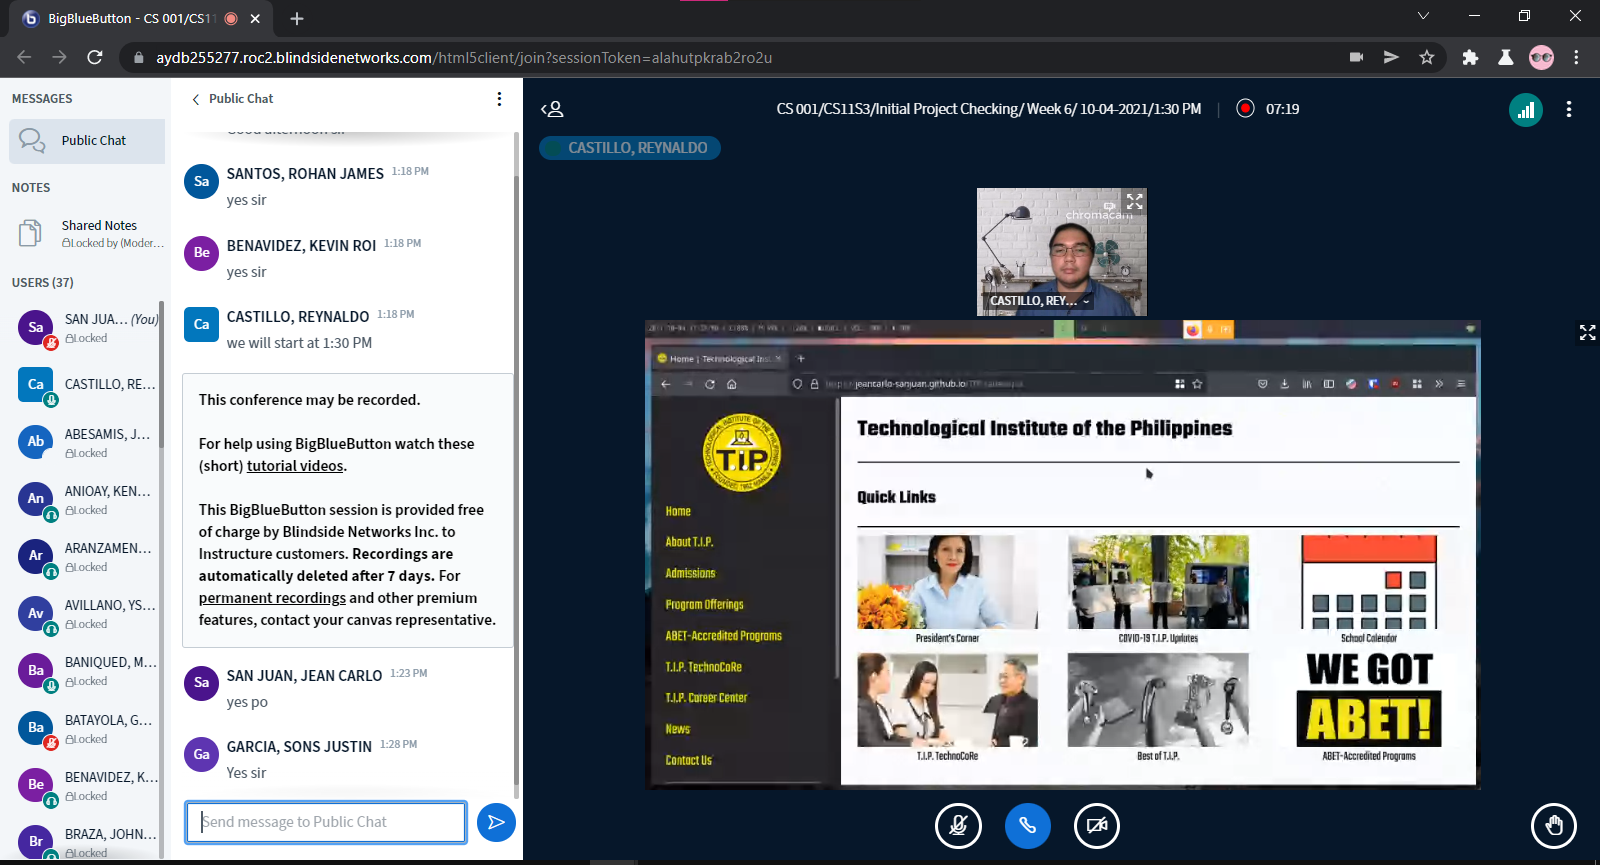 BigBlueButton - CS 001/CS11
aydb255277.roc2.blindsidenetworks.com/html5client/join?sessionToken=alahutpkrab2ro2u
MESSAGES
Public Chat
NOTES
Shared Notes
Locked by (Moder...
USERS (37)
Sa
SAN JUA... (You)
Locked
Ca
CASTILLO, RE...
Ab
ABESAMIS, J...
Locked
An
ANIOAY, KEN...
Locked
Ar
ARANZAMEN...
Locked
Av
AVILLANO, YS...
Locked
Ba
BANIQUED, M...
Locked
Ba
BATAYOLA, G...
Locked
Be
BENAVIDEZ, K...
Locked
Br
BRAZA, JOHN...
Locked
Public Chat
Good afternoon sir
Sa
SANTOS, ROHAN JAMES 1:18 PM
yes sir
Be
BENAVIDEZ, KEVIN ROI 1:18 PM
yes sir
Ca
CASTILLO, REYNALDO 1:18 PM
we will start at 1:30 PM
This conference may be recorded.
For help using BigBlueButton watch these
(short) tutorial videos.
This BigBlueButton session is provided free
of charge by Blindside Networks Inc. to
Instructure customers. Recordings are
automatically deleted after 7 days. For
permanent recordings and other premium
features, contact your canvas representative.
Sa
SAN JUAN, JEAN CARLO 1:23 PM
yes po
Ga
GARCIA, SONS JUSTIN 1:28 PM
Yes sir
Send message to Public Chat
CS 001/CS11S3/Initial Project Checking/ Week 6/ 10-04-2021/1:30 PM
07:19
CASTILLO, REYNALDO
chromacam
CASTILLO, REY...
Home | Technological Inst
jeancarlo-sanjuan.github.io
T.I.P.
Home
About T.I.P.
Admissions
Program Offerings
ABET-Accredited Programs
T.I.P. TechnoCoRe
T.I.P. Career Center
News
Contact Us
Technological Institute of the Philippines
Quick Links
President's Corner
COVID-19 T.I.P. Updates
School Calendar
T.I.P. TechnoCoRe
Best of T.I.P.
WE GOT
ABET!
ABET-Accredited Programs